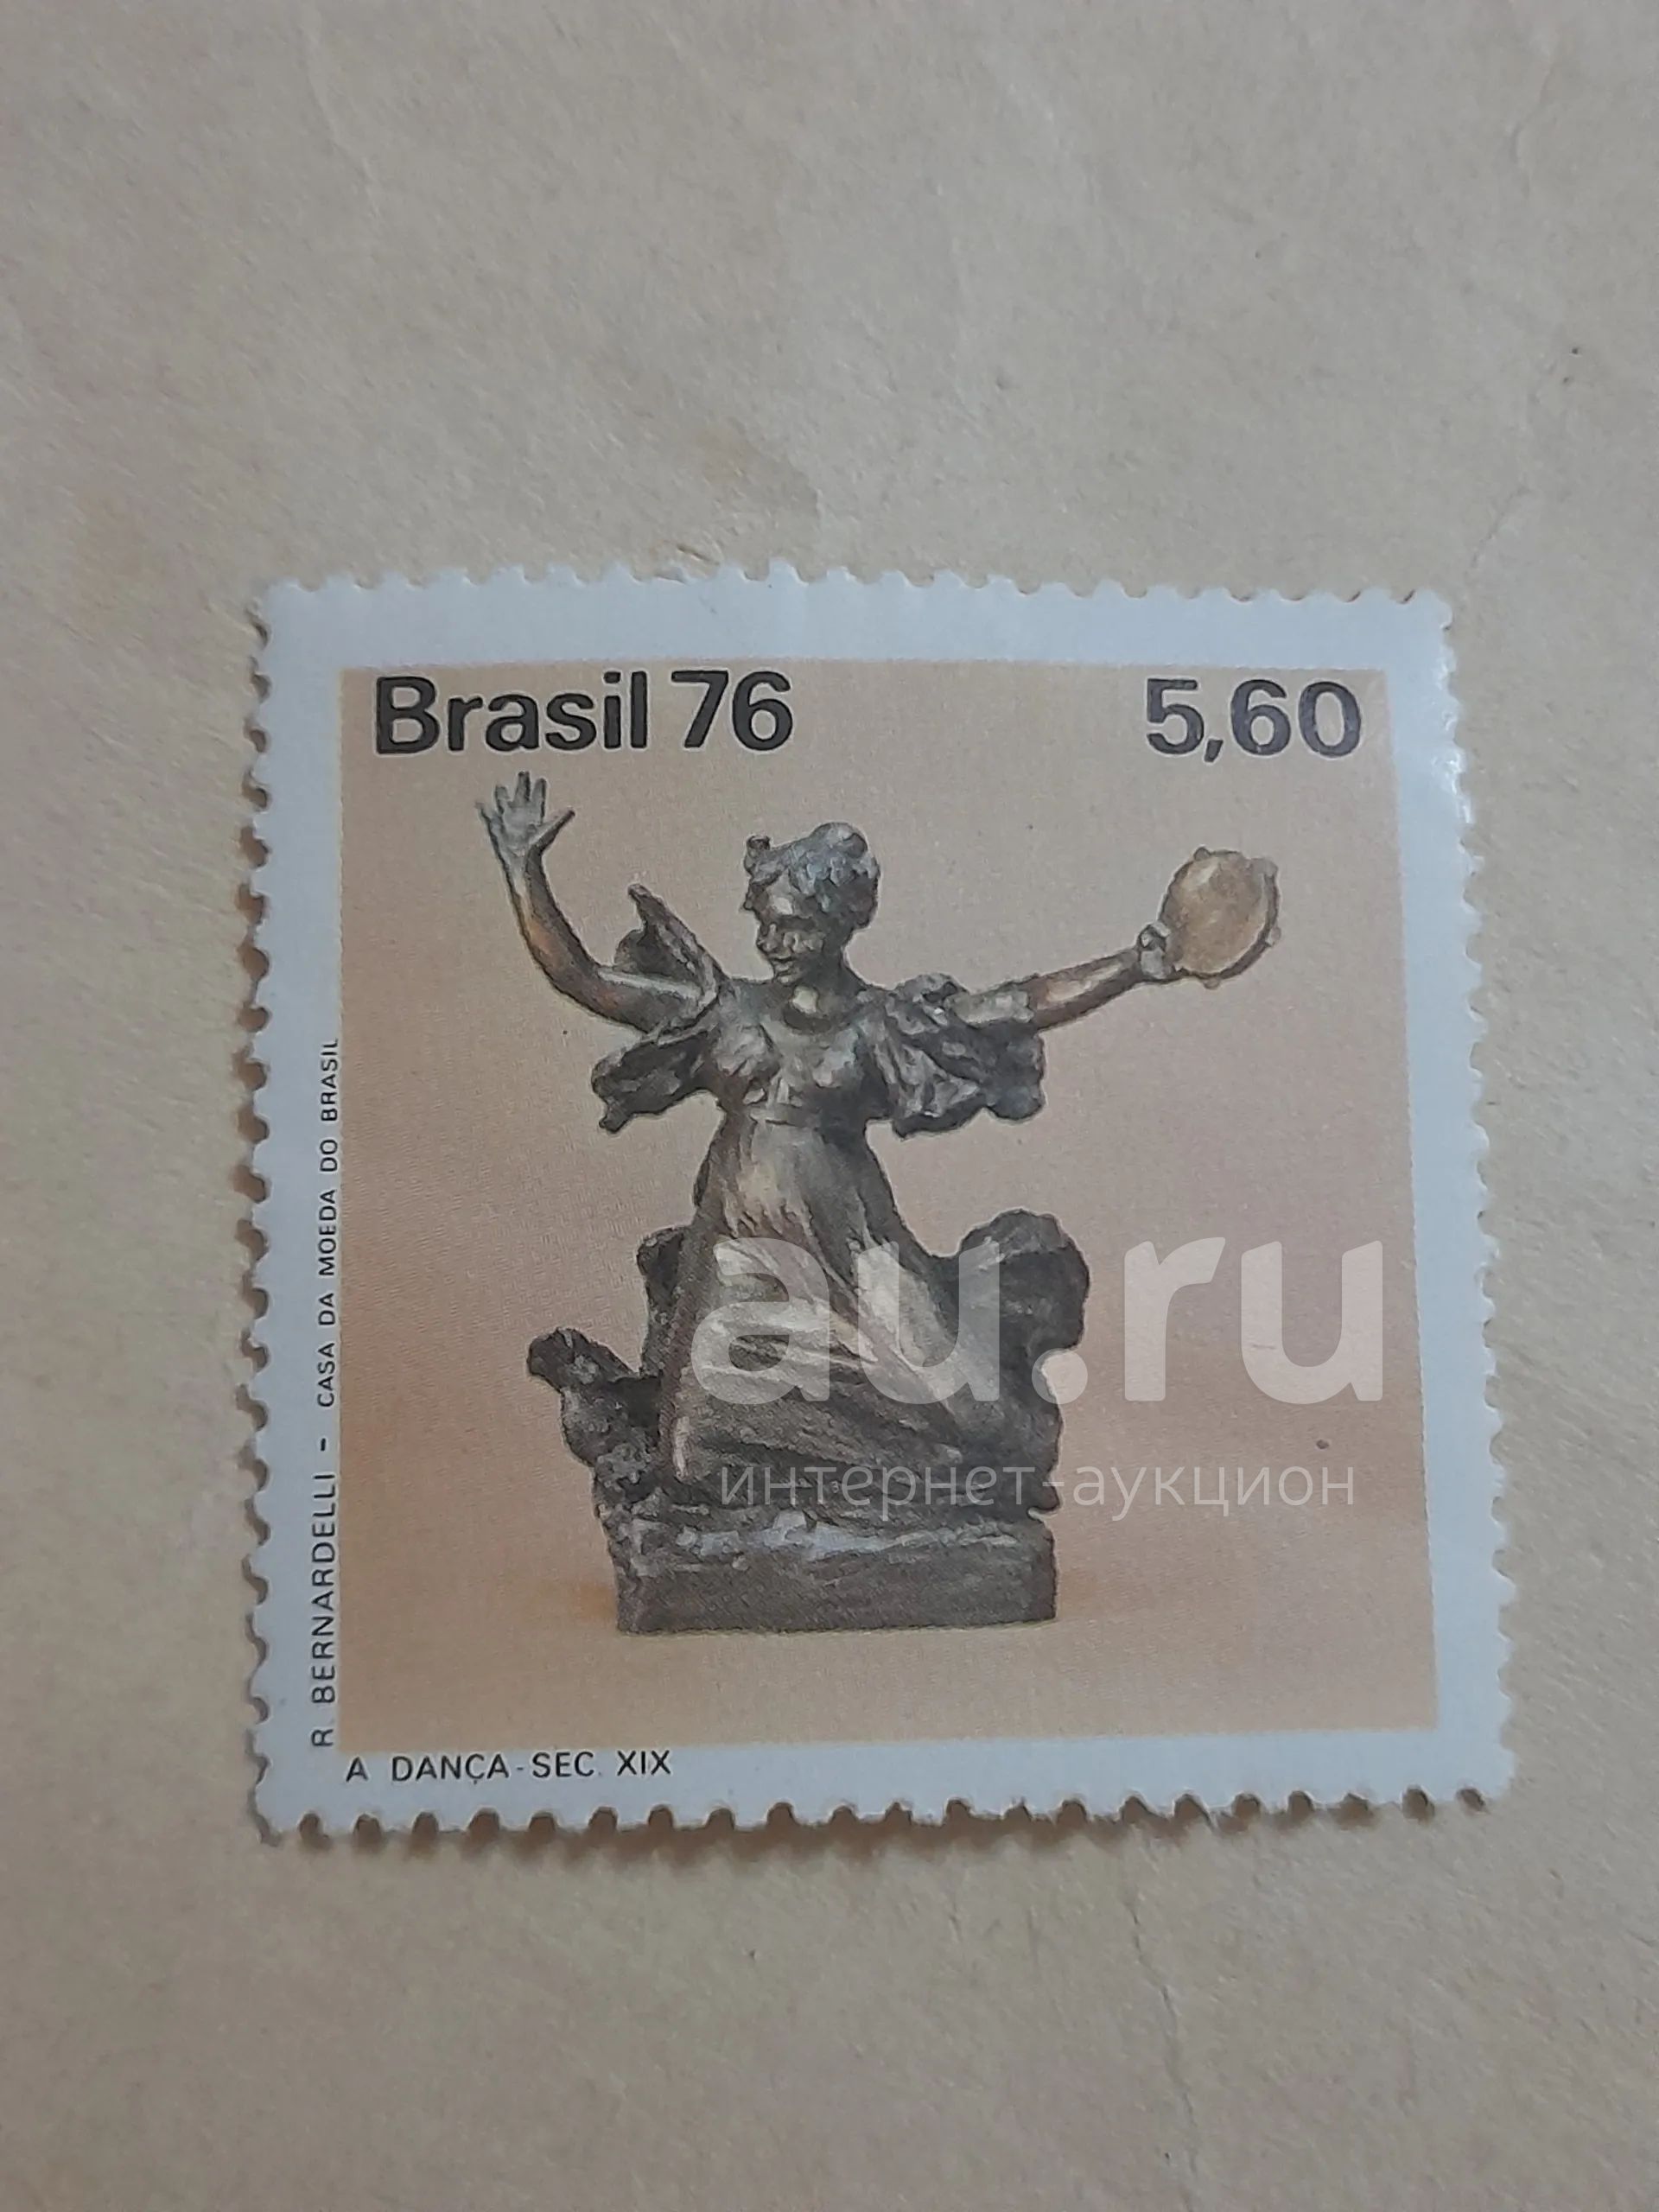 Brasil 76
5,60
R. BERNARDELLI - CASA DA MOEDA DO BRASIL
A DANÇA - SEC. XIX
au.ru
интернет-аукцион